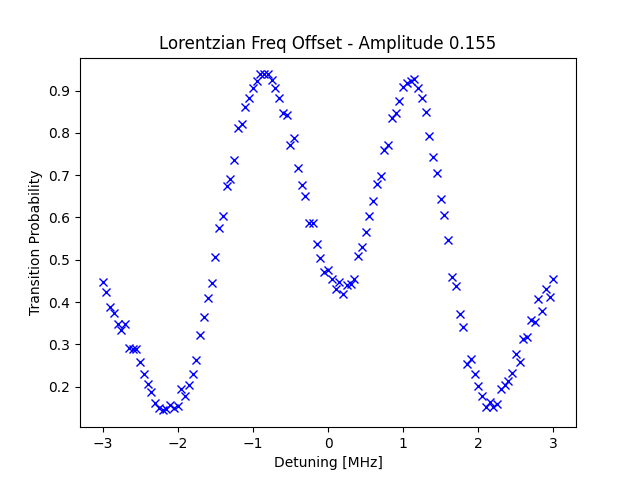 Lorentzian Freq Offset - Amplitude 0.155
Transition Probability
0.9
0.8
0.7
0.6
0.5
0.4
0.3
0.2
−3 −2 −1 0 1 2 3
Detuning [MHz]